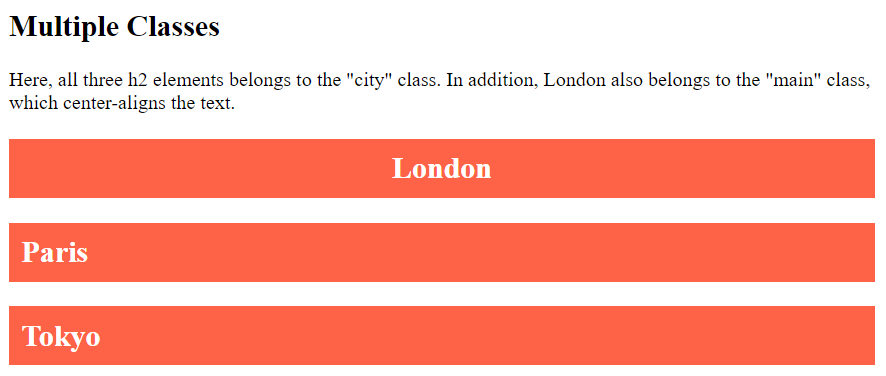 Multiple Classes
Here, all three h2 elements belongs to the "city" class. In addition, London also belongs to the "main" class,
which center-aligns the text.
London
Paris
Tokyo